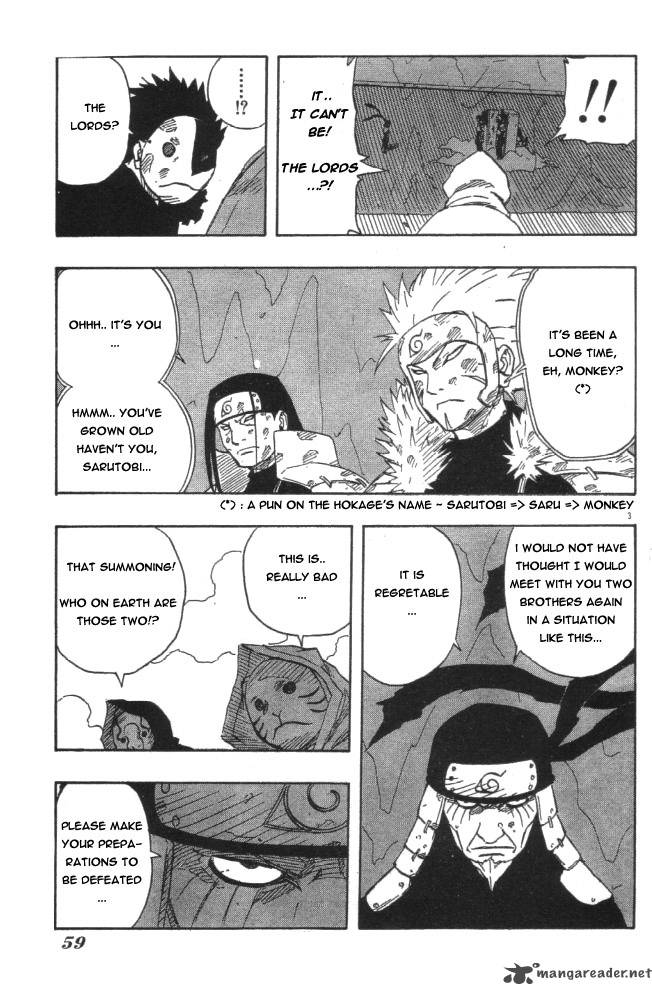 !!
IT..
IT CAN'T
BE!
THE LORDS
...?!
......!?
THE
LORDS?
IT'S BEEN A
LONG TIME,
EH, MONKEY?
(*)
OHHH.. IT'S YOU
...
HMMM.. YOU'VE
GROWN OLD
HAVEN'T YOU,
SARUTOBI...
(*) : A PUN ON THE HOKAGE'S NAME ~ SARUTOBI => SARU => MONKEY
3
I WOULD NOT HAVE
THOUGHT I WOULD
MEET WITH YOU TWO
BROTHERS AGAIN
IN A SITUATION
LIKE THIS...
IT IS
REGRETABLE
...
THIS IS..
REALLY BAD
...
THAT SUMMONING!
WHO ON EARTH ARE
THOSE TWO!?
PLEASE MAKE
YOUR PREPA-
RATIONS TO
BE DEFEATED
...
59
mangareader.net